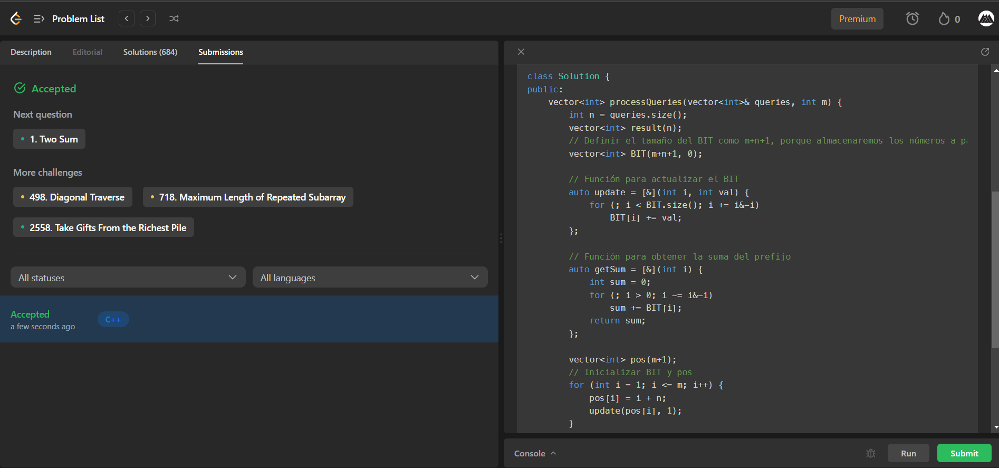 Problem List
Premium
0
Description Editorial Solutions (684) Submissions
Accepted
Next question
1. Two Sum
More challenges
498. Diagonal Traverse
718. Maximum Length of Repeated Subarray
2558. Take Gifts From the Richest Pile
All statuses
All languages
Accepted
a few seconds ago
C++
class Solution {
public:
    vector<int> processQueries(vector<int>& queries, int m) {
        int n = queries.size();
        vector<int> result(n);
        // Definir el tamaño del BIT como m+n+1, porque almacenaremos los números a pa
        vector<int> BIT(m+n+1, 0);
        // Función para actualizar el BIT
        auto update = [&](int i, int val) {
            for (; i < BIT.size(); i += i&-i)
                BIT[i] += val;
        };
        // Función para obtener la suma del prefijo
        auto getSum = [&](int i) {
            int sum = 0;
            for (; i > 0; i -= i&-i)
                sum += BIT[i];
            return sum;
        };
        vector<int> pos(m+1);
        // Inicializar BIT y pos
        for (int i = 1; i <= m; i++) {
            pos[i] = i + n;
            update(pos[i], 1);
        }
Console
Run
Submit